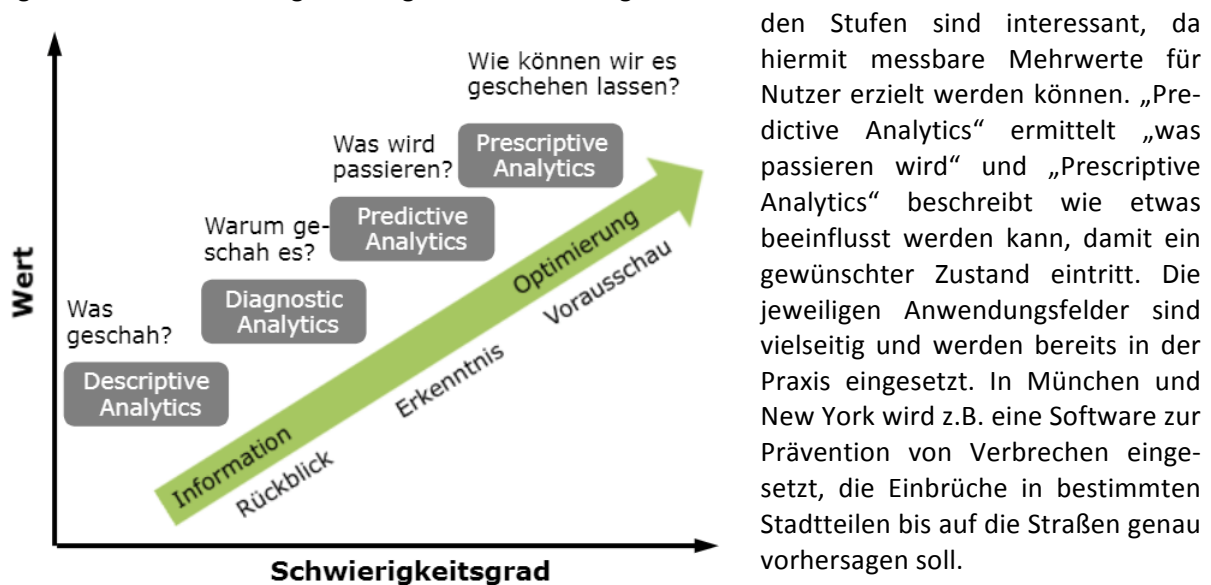 Wie können wir es
geschehen lassen?
Was wird
passieren?
Prescriptive
Analytics
Warum ge-
schah es?
Predictive
Analytics
Was
geschah?
Diagnostic
Analytics
Descriptive
Analytics
Wert
Information
Optimierung
Rückblick
Erkenntnis
Vorausschau
Schwierigkeitsgrad
den Stufen sind interessant, da
hiermit messbare Mehrwerte für
Nutzer erzielt werden können. „Pre-
dictive Analytics“ ermittelt „was
passieren wird“ und „Prescriptive
Analytics“ beschreibt wie etwas
beeinflusst werden kann, damit ein
gewünschter Zustand eintritt. Die
jeweiligen Anwendungsfelder sind
vielseitig und werden bereits in der
Praxis eingesetzt. In München und
New York wird z.B. eine Software zur
Prävention von Verbrechen einge-
setzt, die Einbrüche in bestimmten
Stadtteilen bis auf die Straßen genau
vorhersagen soll.